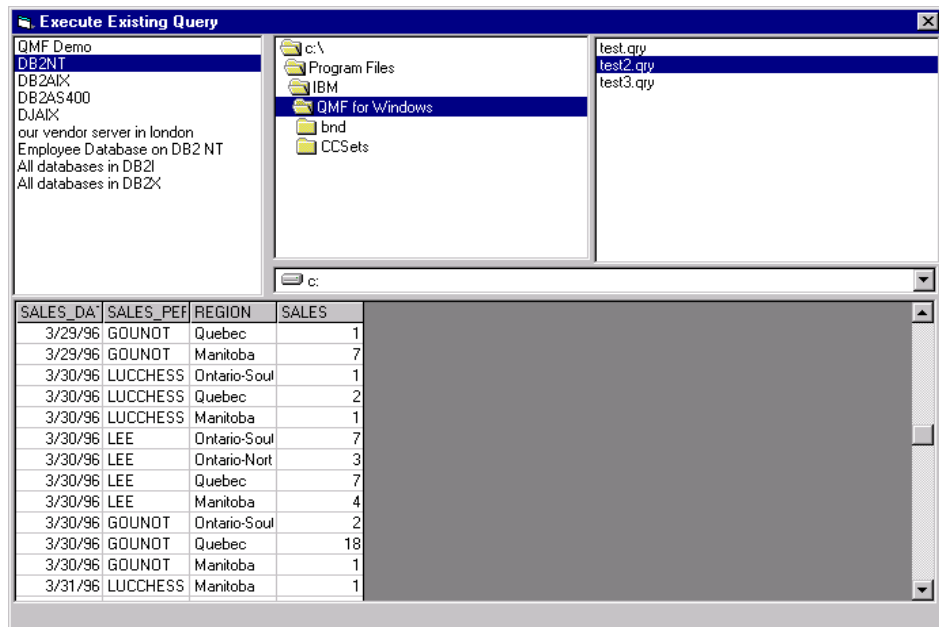 Execute Existing Query
QMF Demo
DB2NT
DB2AIX
DB2AS400
DJAIX
our vendor server in london
Employee Database on DB2 NT
All databases in DB2I
All databases in DB2X
c:\
Program Files
IBM
QMF for Windows
bnd
CCSets
c:
test.qry
test2.qry
test3.qry
SALES_DAT SALES_PER REGION SALES
3/29/96 GOUNOT Quebec 1
3/29/96 GOUNOT Manitoba 7
3/30/96 LUCCHESS Ontario-Sout 1
3/30/96 LUCCHESS Quebec 2
3/30/96 LUCCHESS Manitoba 1
3/30/96 LEE Ontario-Sout 7
3/30/96 LEE Ontario-Nort 3
3/30/96 LEE Quebec 7
3/30/96 LEE Manitoba 4
3/30/96 GOUNOT Ontario-Sout 2
3/30/96 GOUNOT Quebec 18
3/30/96 GOUNOT Manitoba 1
3/31/96 LUCCHESS Manitoba 1